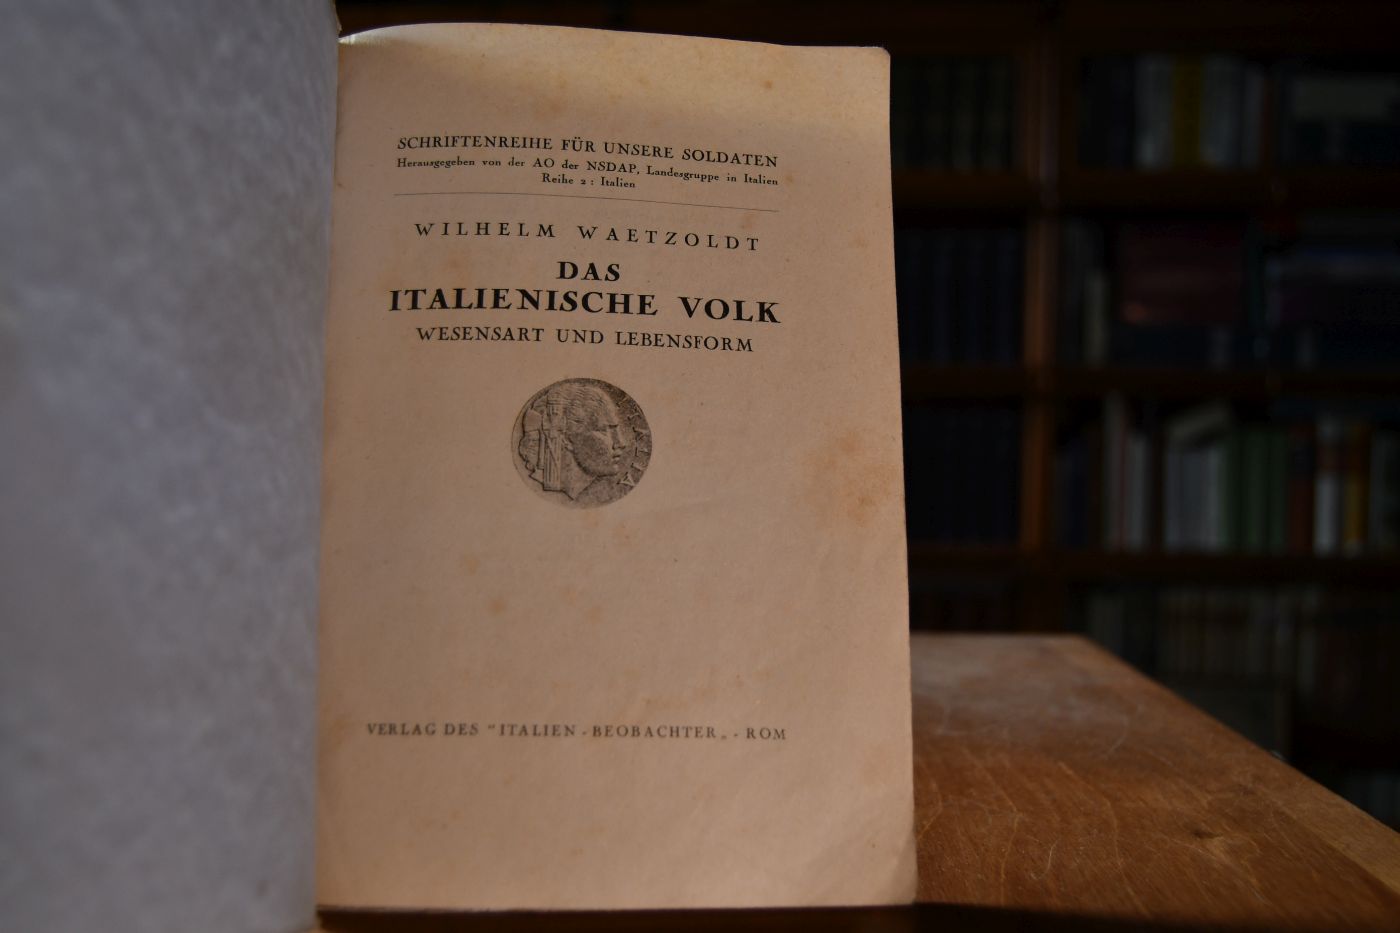 SCHRIFTENREIHE FÜR UNSERE SOLDATEN
Herausgegeben von der AO der NSDAP, Landesgruppe in Italien
Reihe 2 : Italien
WILHELM WAETZOLDT
DAS
ITALIENISCHE VOLK
WESENSART UND LEBENSFORM
ITALIA
VERLAG DES "ITALIEN - BEOBACHTER„ - ROM